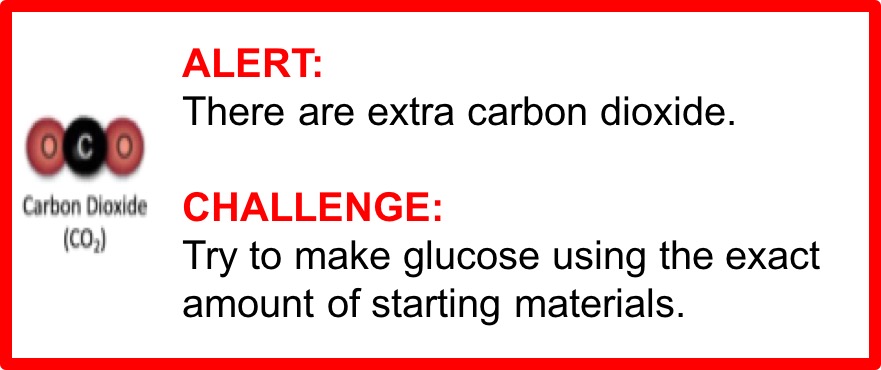 ALERT:
There are extra carbon dioxide.
O C O
Carbon Dioxide
(CO₂)
CHALLENGE:
Try to make glucose using the exact
amount of starting materials.